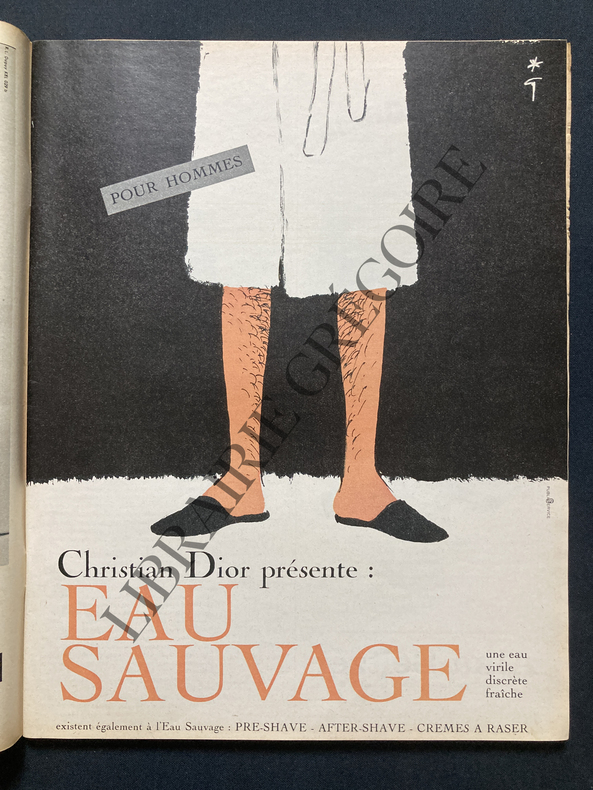 POUR HOMMES
Christian Dior présente :
EAU
SAUVAGE
une eau
virile
discrète
fraîche
existent également à l'Eau Sauvage : PRE-SHAVE - AFTER-SHAVE - CREMES A RASER
LIBRAIRIE GRÉGOIRE